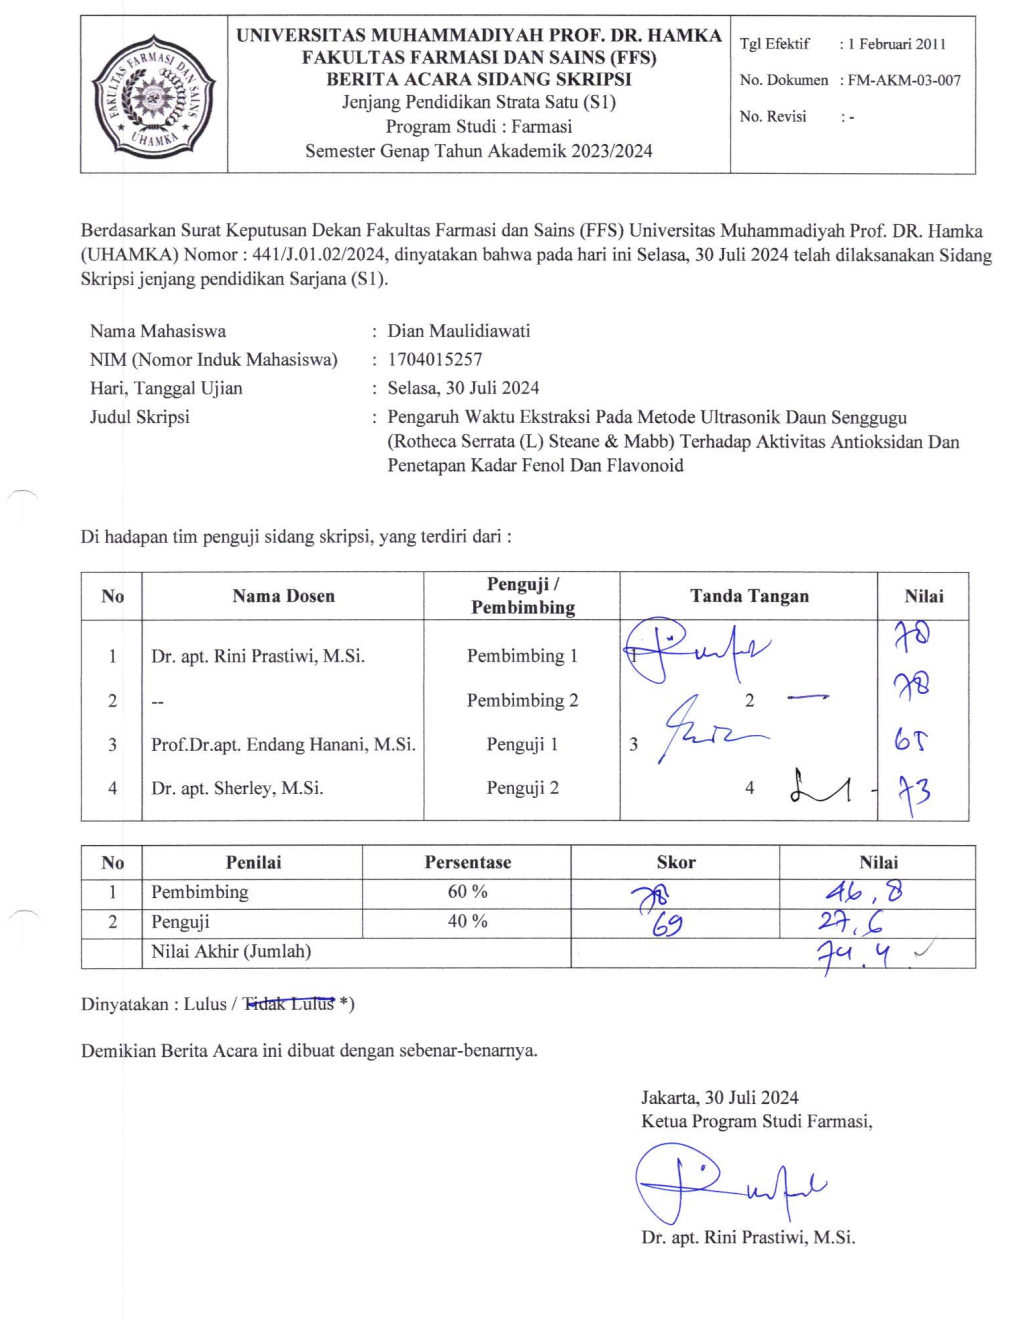 FAKULTAS FARMASI DAN SAINS
UHAMKA
UNIVERSITAS MUHAMMADIYAH PROF. DR. HAMKA
FAKULTAS FARMASI DAN SAINS (FFS)
BERITA ACARA SIDANG SKRIPSI
Jenjang Pendidikan Strata Satu (S1)
Program Studi : Farmasi
Semester Genap Tahun Akademik 2023/2024
Tgl Efektif : 1 Februari 2011
No. Dokumen : FM-AKM-03-007
No. Revisi : -
Berdasarkan Surat Keputusan Dekan Fakultas Farmasi dan Sains (FFS) Universitas Muhammadiyah Prof. DR. Hamka
(UHAMKA) Nomor : 441/J.01.02/2024, dinyatakan bahwa pada hari ini Selasa, 30 Juli 2024 telah dilaksanakan Sidang
Skripsi jenjang pendidikan Sarjana (S1).
Nama Mahasiswa : Dian Maulidiawati
NIM (Nomor Induk Mahasiswa) : 1704015257
Hari, Tanggal Ujian : Selasa, 30 Juli 2024
Judul Skripsi : Pengaruh Waktu Ekstraksi Pada Metode Ultrasonik Daun Senggugu
(Rotheca Serrata (L) Steane & Mabb) Terhadap Aktivitas Antioksidan Dan
Penetapan Kadar Fenol Dan Flavonoid
Di hadapan tim penguji sidang skripsi, yang terdiri dari :
No Nama Dosen Penguji / Pembimbing Tanda Tangan Nilai
1 Dr. apt. Rini Prastiwi, M.Si. Pembimbing 1 1 78
2 -- Pembimbing 2 2 — 78
3 Prof.Dr.apt. Endang Hanani, M.Si. Penguji 1 3 65
4 Dr. apt. Sherley, M.Si. Penguji 2 4 73
No Penilai Persentase Skor Nilai
1 Pembimbing 60 % 78 46,8
2 Penguji 40 % 69 27,6
Nilai Akhir (Jumlah) 74.4
Dinyatakan : Lulus / Tidak Lulus *)
Demikian Berita Acara ini dibuat dengan sebenar-benarnya.
Jakarta, 30 Juli 2024
Ketua Program Studi Farmasi,
Dr. apt. Rini Prastiwi, M.Si.